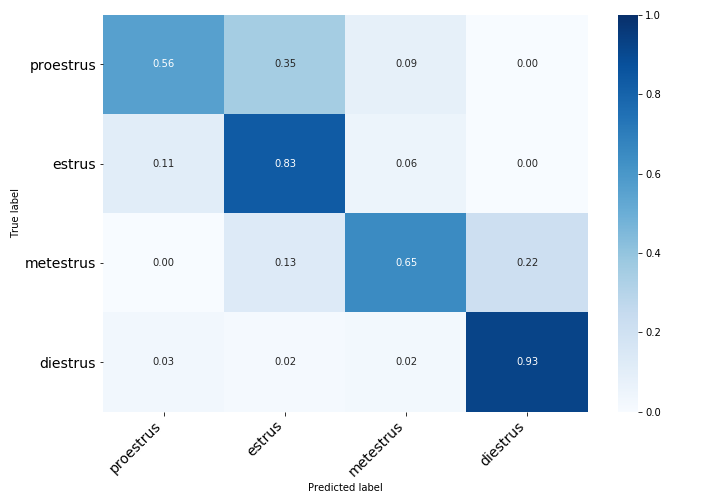 1.0
proestrus 0.56 0.35 0.09 0.00
0.8
estrus 0.11 0.83 0.06 0.00
0.6
True label
0.4
metestrus 0.00 0.13 0.65 0.22
0.2
diestrus 0.03 0.02 0.02 0.93
0.0
proestrus estrus metestrus diestrus
Predicted label